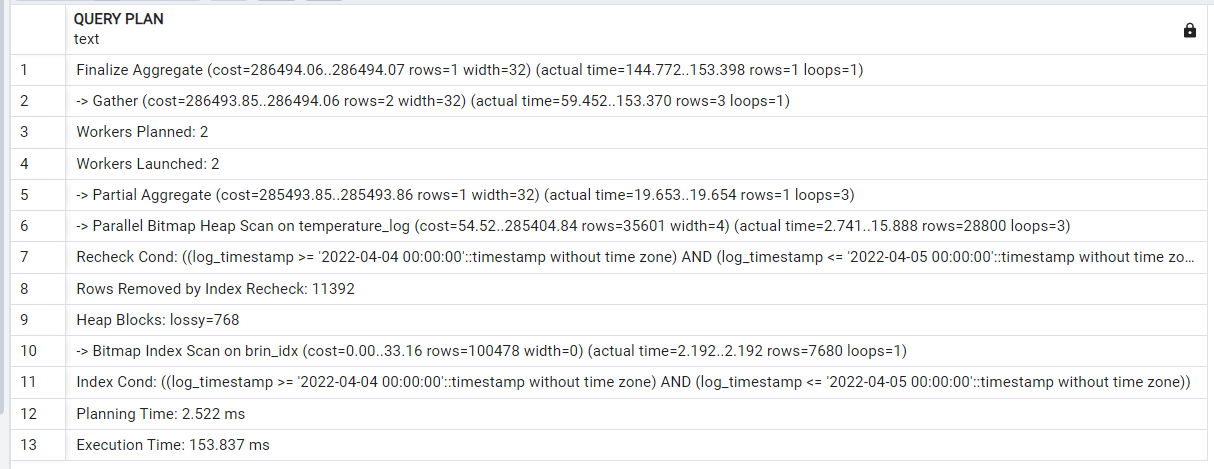 QUERY PLAN
text
1 Finalize Aggregate (cost=286494.06..286494.07 rows=1 width=32) (actual time=144.772..153.398 rows=1 loops=1)
2 -> Gather (cost=286493.85..286494.06 rows=2 width=32) (actual time=59.452..153.370 rows=3 loops=1)
3 Workers Planned: 2
4 Workers Launched: 2
5 -> Partial Aggregate (cost=285493.85..285493.86 rows=1 width=32) (actual time=19.653..19.654 rows=1 loops=3)
6 -> Parallel Bitmap Heap Scan on temperature_log (cost=54.52..285404.84 rows=35601 width=4) (actual time=2.741..15.888 rows=28800 loops=3)
7 Recheck Cond: ((log_timestamp >= '2022-04-04 00:00:00'::timestamp without time zone) AND (log_timestamp <= '2022-04-05 00:00:00'::timestamp without time zo...
8 Rows Removed by Index Recheck: 11392
9 Heap Blocks: lossy=768
10 -> Bitmap Index Scan on brin_idx (cost=0.00..33.16 rows=100478 width=0) (actual time=2.192..2.192 rows=7680 loops=1)
11 Index Cond: ((log_timestamp >= '2022-04-04 00:00:00'::timestamp without time zone) AND (log_timestamp <= '2022-04-05 00:00:00'::timestamp without time zone))
12 Planning Time: 2.522 ms
13 Execution Time: 153.837 ms